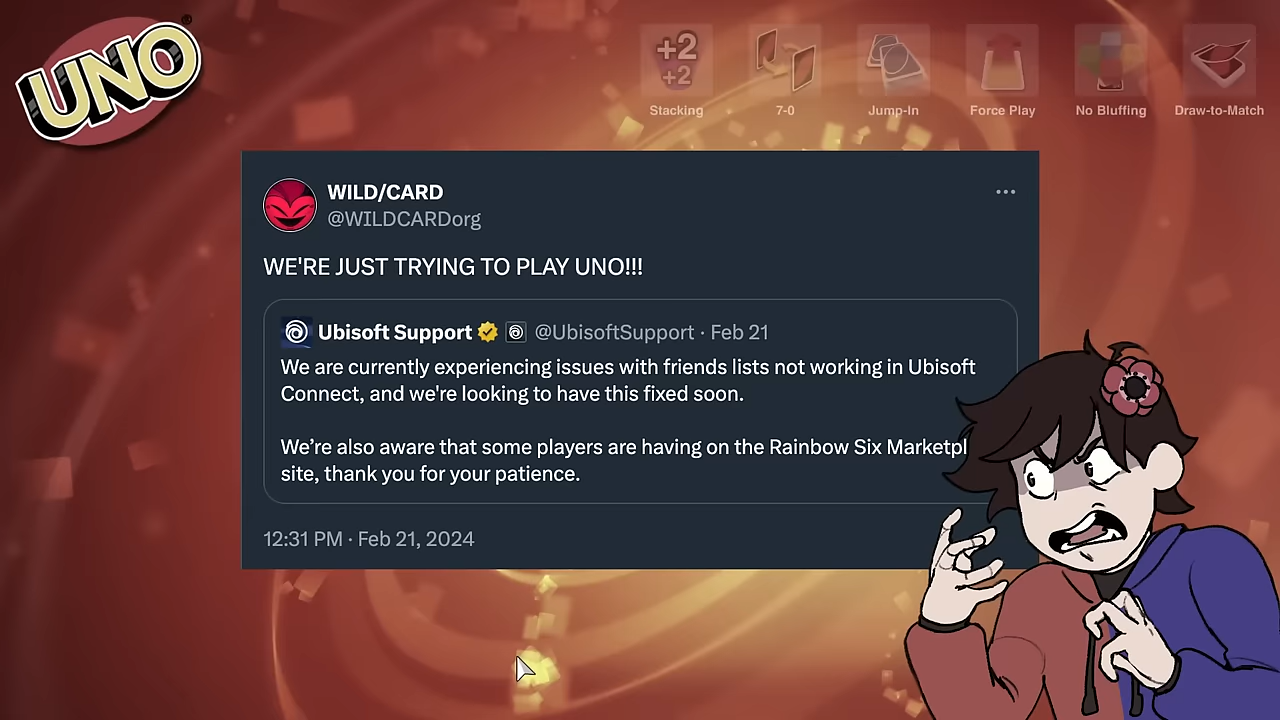 UNO
+2
+2
Stacking
7-0
Jump-In
Force Play
No Bluffing
Draw-to-Match
WILD/CARD
@WILDCARDorg
WE'RE JUST TRYING TO PLAY UNO!!!
Ubisoft Support @UbisoftSupport · Feb 21
We are currently experiencing issues with friends lists not working in Ubisoft
Connect, and we're looking to have this fixed soon.
We’re also aware that some players are having on the Rainbow Six Marketpl
site, thank you for your patience.
12:31 PM · Feb 21, 2024